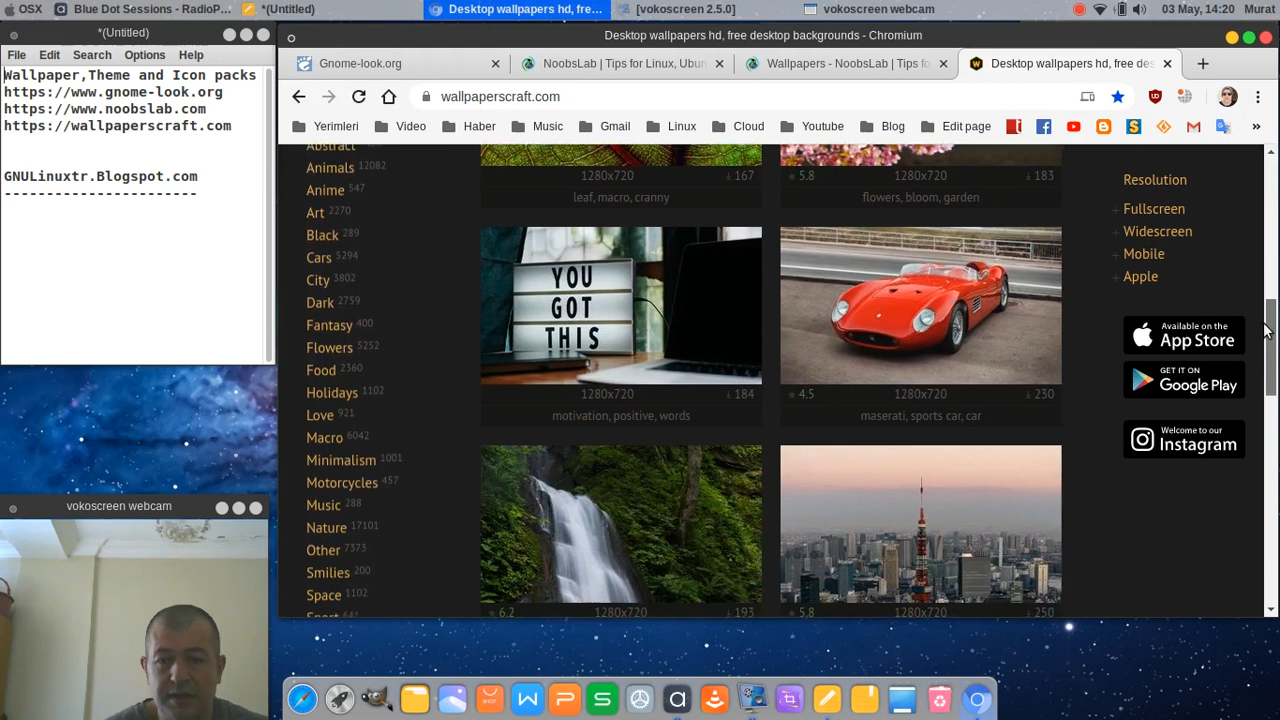 OSX
Blue Dot Sessions - RadioP...
*(Untitled)
Desktop wallpapers hd, fre...
[vokoscreen 2.5.0]
vokoscreen webcam
03 May, 14:20
Murat
*(Untitled)
File Edit Search Options Help
Wallpaper,Theme and Icon packs
https://www.gnome-look.org
https://www.noobslab.com
https://wallpaperscraft.com
GNULinuxtr.Blogspot.com
-----------------------
vokoscreen webcam
Desktop wallpapers hd, free desktop backgrounds - Chromium
Gnome-look.org
NoobsLab | Tips for Linux, Ubun
Wallpapers - NoobsLab | Tips fo
Desktop wallpapers hd, free des
wallpaperscraft.com
Yerimleri Video Haber Music Gmail Linux Cloud Youtube Blog Edit page
Abstract
Animals 12082
Anime 547
Art 2270
Black 289
Cars 5294
City 3802
Dark 2759
Fantasy 400
Flowers 5252
Food 2360
Holidays 1102
Love 921
Macro 6042
Minimalism 1001
Motorcycles 457
Music 288
Nature 17101
Other 7373
Smilies 200
Space 1102
Sport 641
1280x720 167
leaf, macro, cranny
5.8 1280x720 183
flowers, bloom, garden
YOU
GOT
THIS
1280x720 184
motivation, positive, words
4.5 1280x720 230
maserati, sports car, car
6.2 1280x720 193
5.8 1280x720 250
Resolution
+ Fullscreen
+ Widescreen
+ Mobile
+ Apple
Available on the
App Store
GET IT ON
Google Play
Welcome to our
Instagram